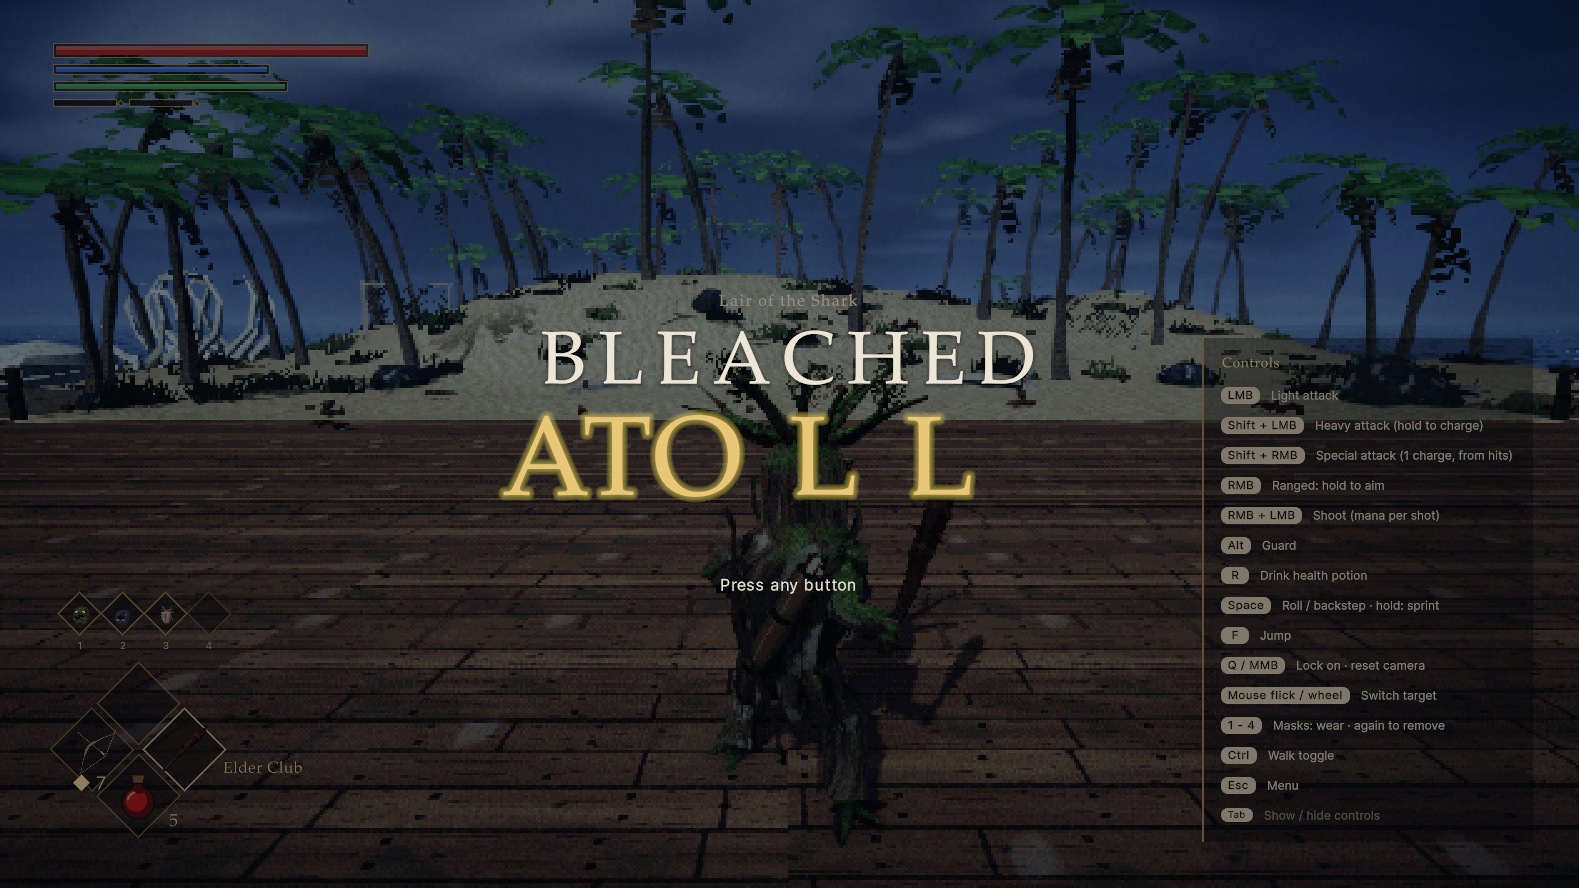 Lair of the Shark
BLEACHED
ATOLL
Press any button
Controls
LMB Light attack
Shift + LMB Heavy attack (hold to charge)
Shift + RMB Special attack (1 charge, from hits)
RMB Ranged: hold to aim
RMB + LMB Shoot (mana per shot)
Alt Guard
R Drink health potion
Space Roll / backstep · hold: sprint
F Jump
Q / MMB Lock on · reset camera
Mouse flick / wheel Switch target
1 - 4 Masks: wear · again to remove
Ctrl Walk toggle
Esc Menu
Tab Show / hide controls
1 2 3 4
7
Elder Club
5